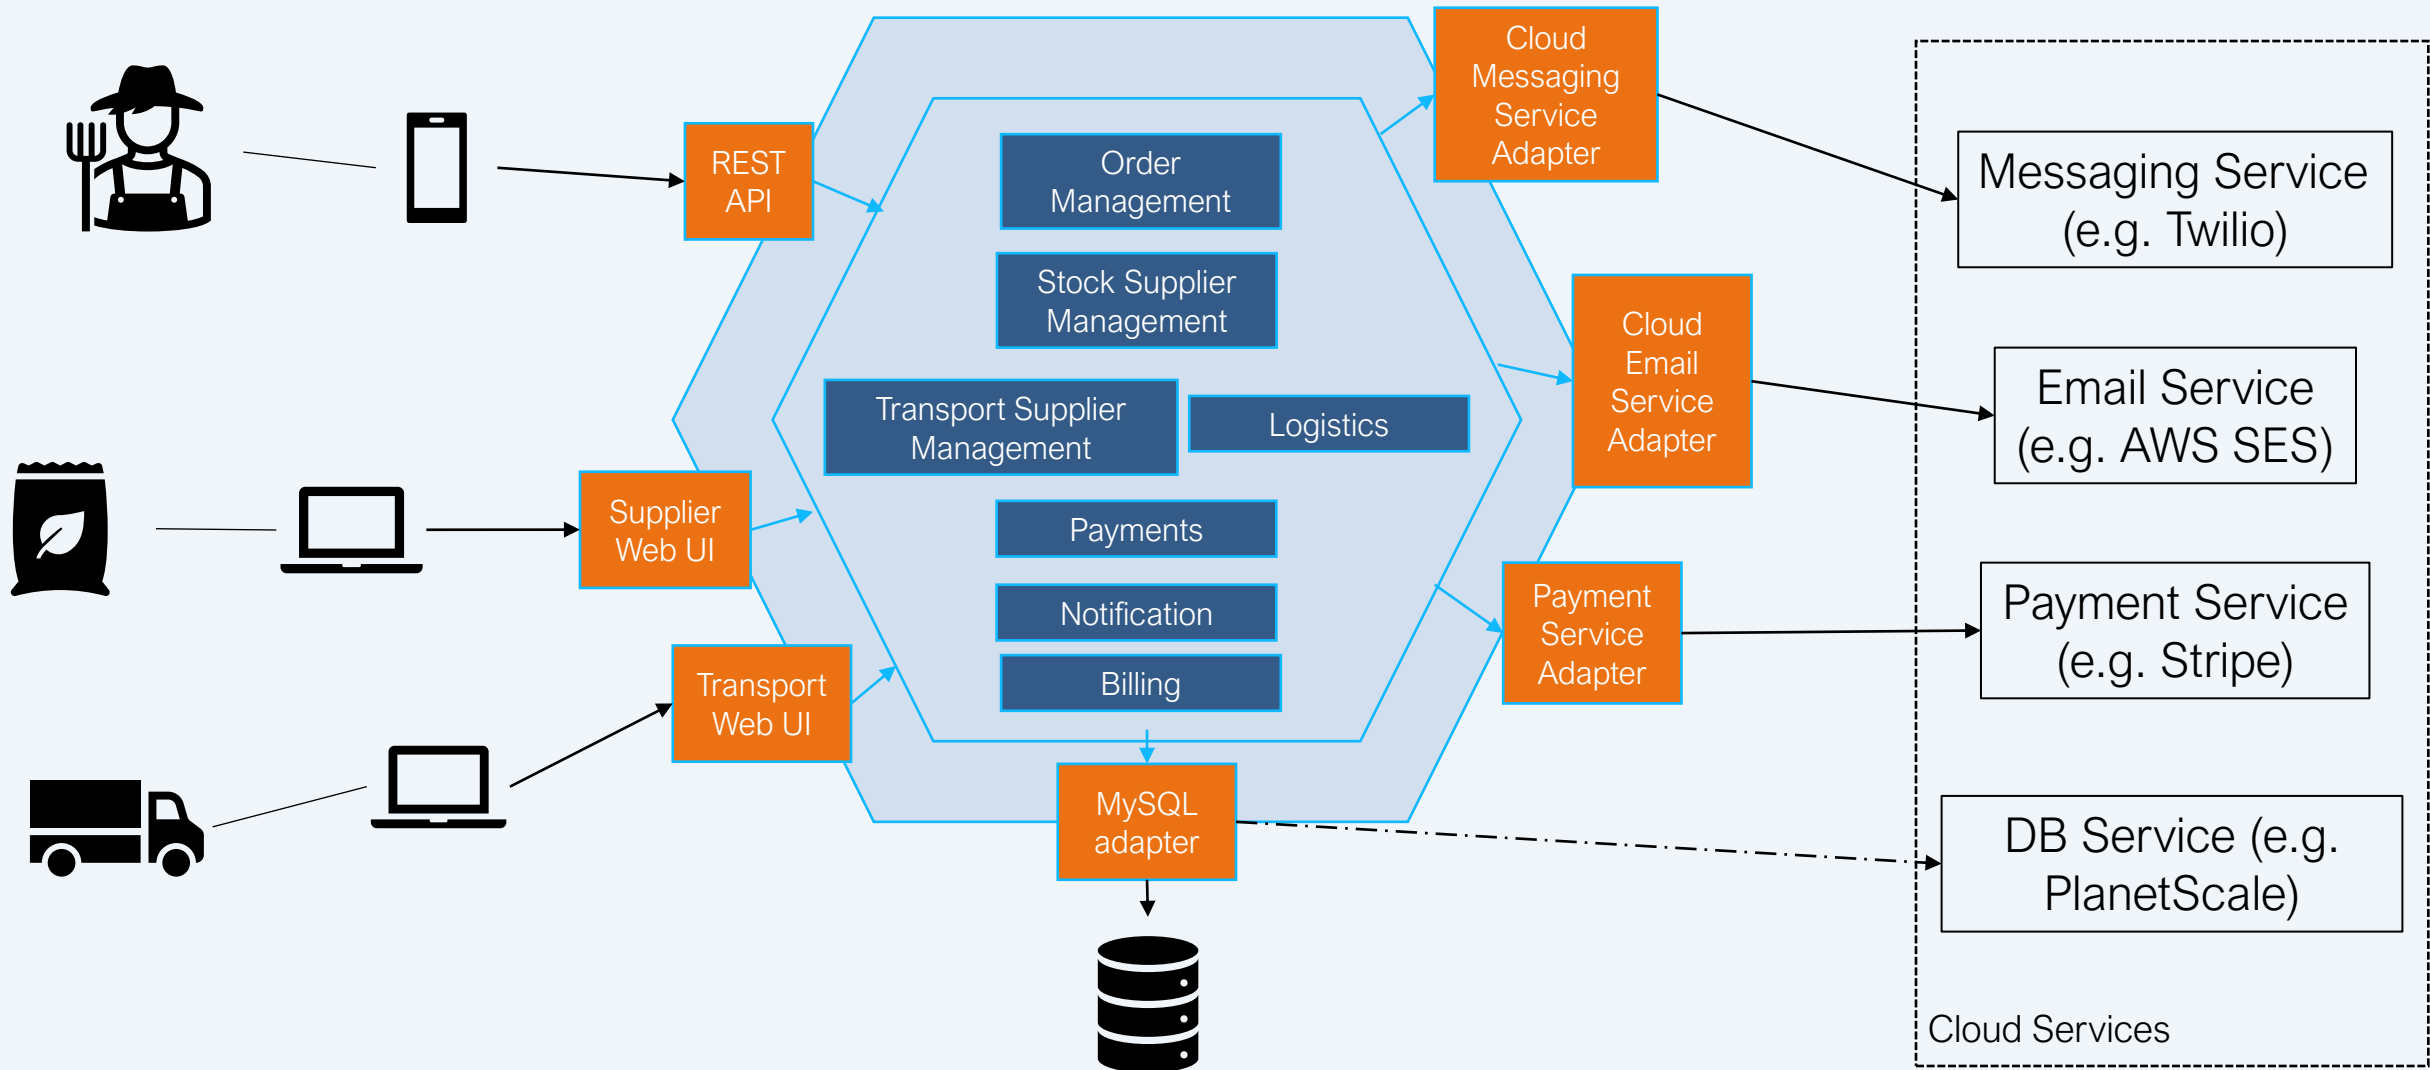 REST
API
Supplier
Web UI
Transport
Web UI
Order
Management
Stock Supplier
Management
Transport Supplier
Management
Logistics
Payments
Notification
Billing
MySQL
adapter
Cloud
Messaging
Service
Adapter
Cloud
Email
Service
Adapter
Payment
Service
Adapter
Messaging Service
(e.g. Twilio)
Email Service
(e.g. AWS SES)
Payment Service
(e.g. Stripe)
DB Service (e.g.
PlanetScale)
Cloud Services